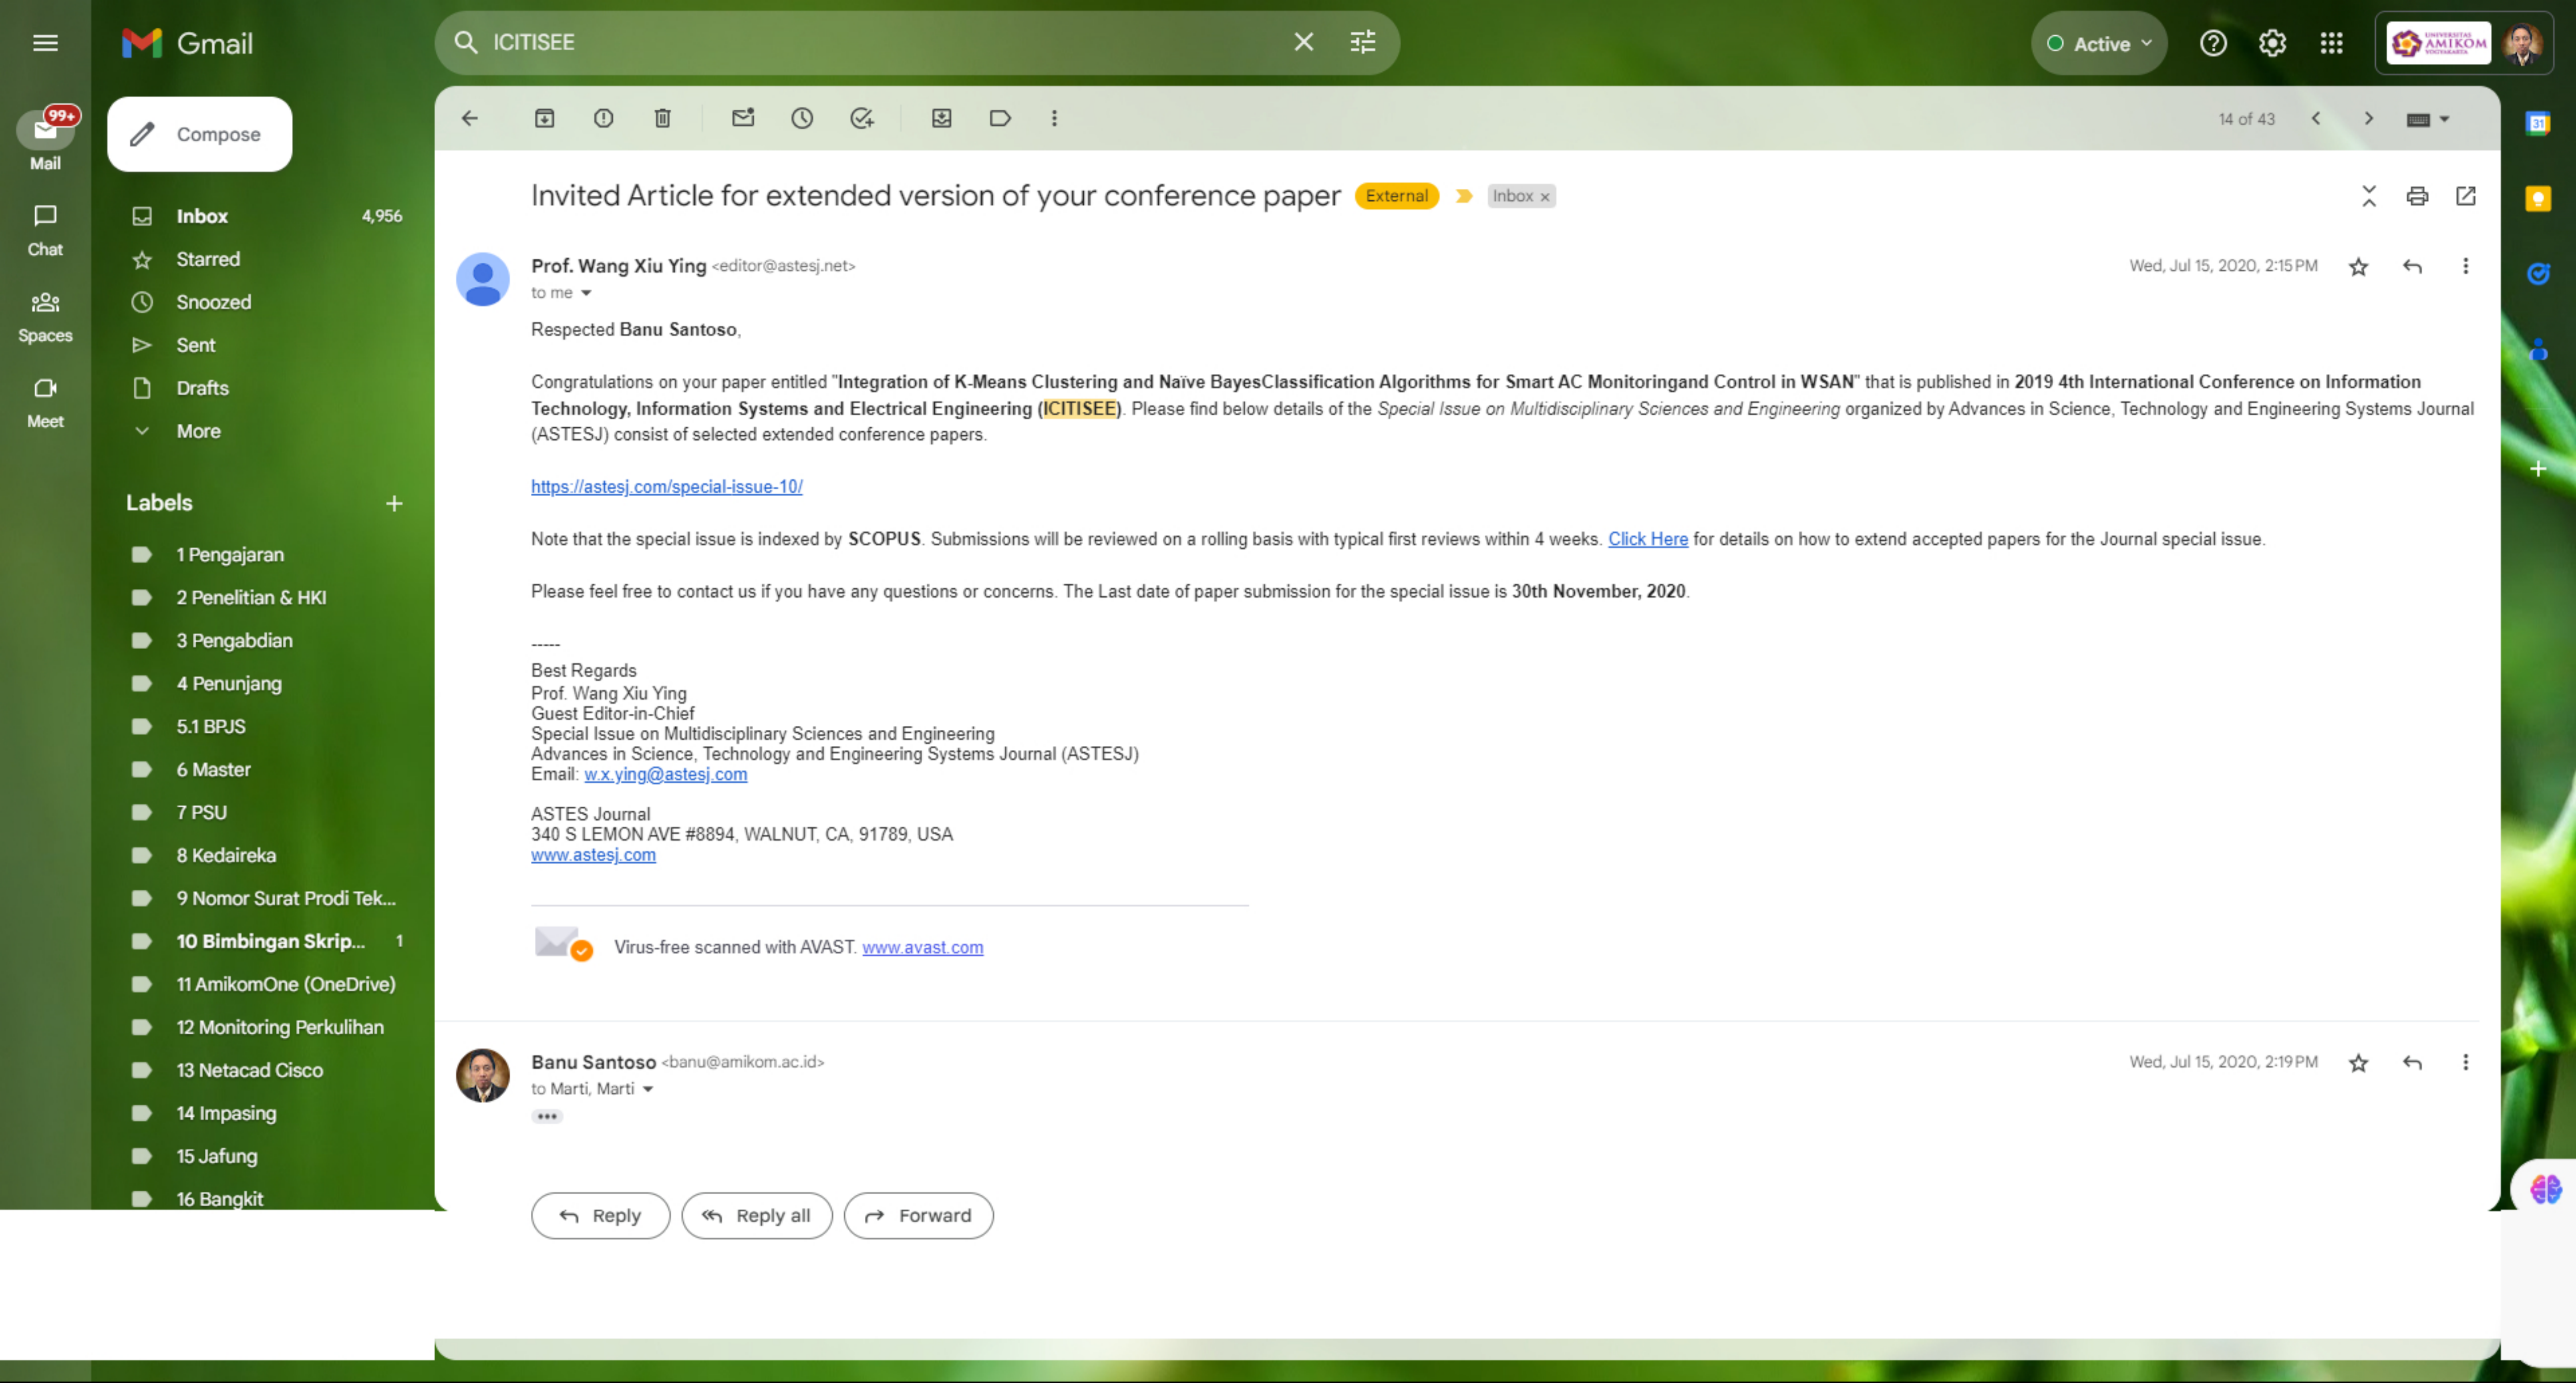 Gmail
ICITISEE
Active
UNIVERSITAS
AMIKOM
YOGYAKARTA
99+
Mail
Chat
Spaces
Meet
Compose
Inbox 4,956
Starred
Snoozed
Sent
Drafts
More
Labels
1 Pengajaran
2 Penelitian & HKI
3 Pengabdian
4 Penunjang
5.1 BPJS
6 Master
7 PSU
8 Kedaireka
9 Nomor Surat Prodi Tek...
10 Bimbingan Skrip... 1
11 AmikomOne (OneDrive)
12 Monitoring Perkulihan
13 Netacad Cisco
14 Impasing
15 Jafung
16 Bangkit
14 of 43
31
Invited Article for extended version of your conference paper External Inbox x
Prof. Wang Xiu Ying <editor@astesj.net> Wed, Jul 15, 2020, 2:15 PM
to me
Respected Banu Santoso,
Congratulations on your paper entitled "Integration of K-Means Clustering and Naïve BayesClassification Algorithms for Smart AC Monitoringand Control in WSAN" that is published in 2019 4th International Conference on Information
Technology, Information Systems and Electrical Engineering (ICITISEE). Please find below details of the Special Issue on Multidisciplinary Sciences and Engineering organized by Advances in Science, Technology and Engineering Systems Journal
(ASTESJ) consist of selected extended conference papers.
https://astesj.com/special-issue-10/
Note that the special issue is indexed by SCOPUS. Submissions will be reviewed on a rolling basis with typical first reviews within 4 weeks. Click Here for details on how to extend accepted papers for the Journal special issue.
Please feel free to contact us if you have any questions or concerns. The Last date of paper submission for the special issue is 30th November, 2020.
-----
Best Regards
Prof. Wang Xiu Ying
Guest Editor-in-Chief
Special Issue on Multidisciplinary Sciences and Engineering
Advances in Science, Technology and Engineering Systems Journal (ASTESJ)
Email: w.x.ying@astesj.com
ASTES Journal
340 S LEMON AVE #8894, WALNUT, CA, 91789, USA
www.astesj.com
Virus-free scanned with AVAST. www.avast.com
Banu Santoso <banu@amikom.ac.id> Wed, Jul 15, 2020, 2:19 PM
to Marti, Marti
Reply
Reply all
Forward